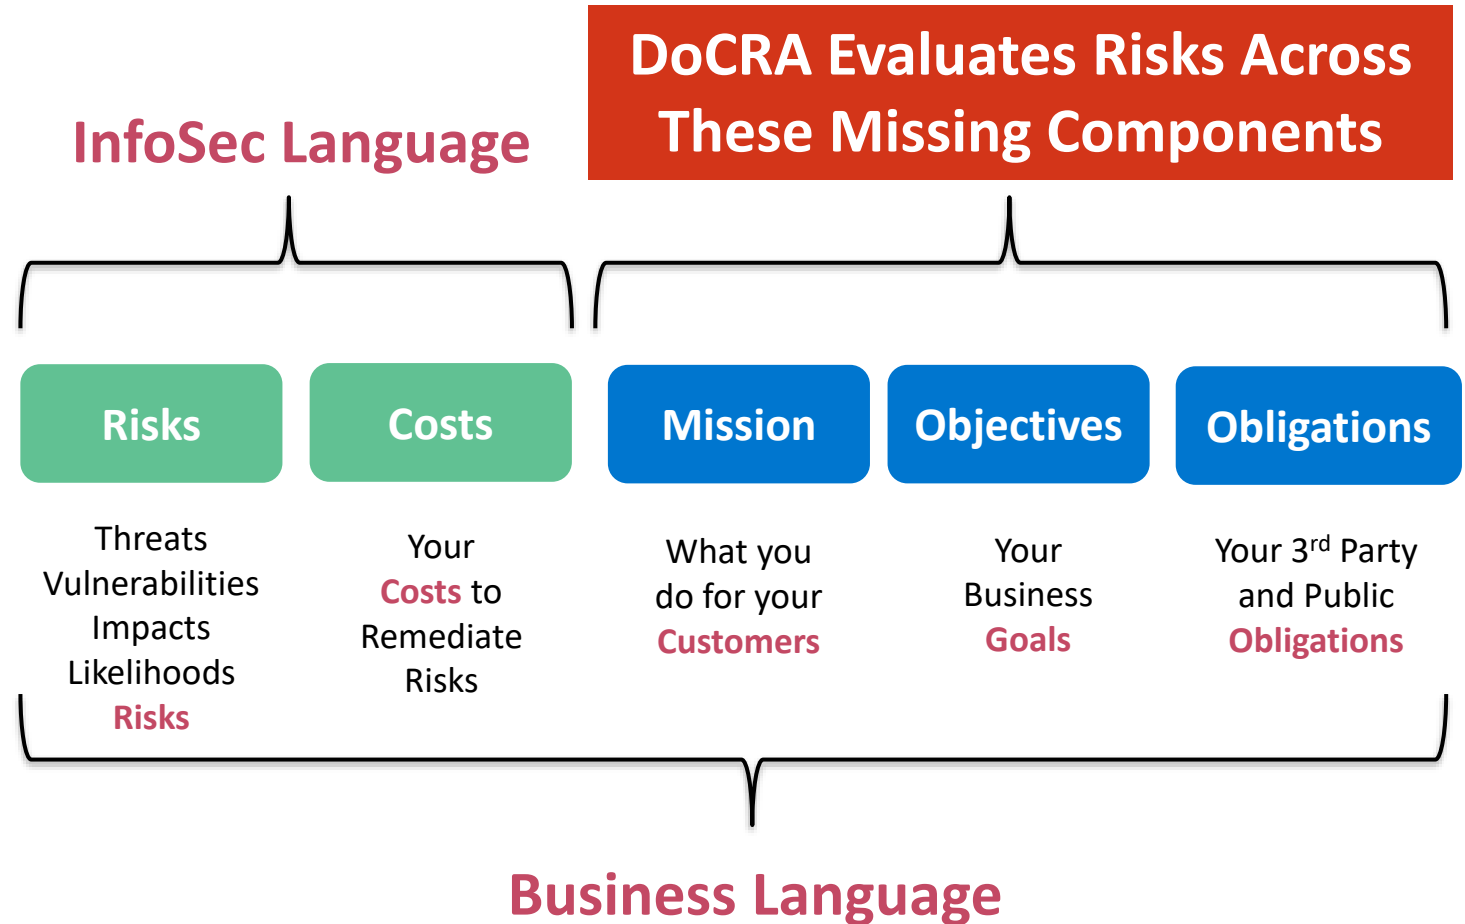 DoCRA Evaluates Risks Across
These Missing Components
InfoSec Language
Risks
Costs
Mission
Objectives
Obligations
Threats
Vulnerabilities
Impacts
Likelihoods
Risks
Your
Costs to
Remediate
Risks
What you
do for your
Customers
Your
Business
Goals
Your 3rd Party
and Public
Obligations
Business Language